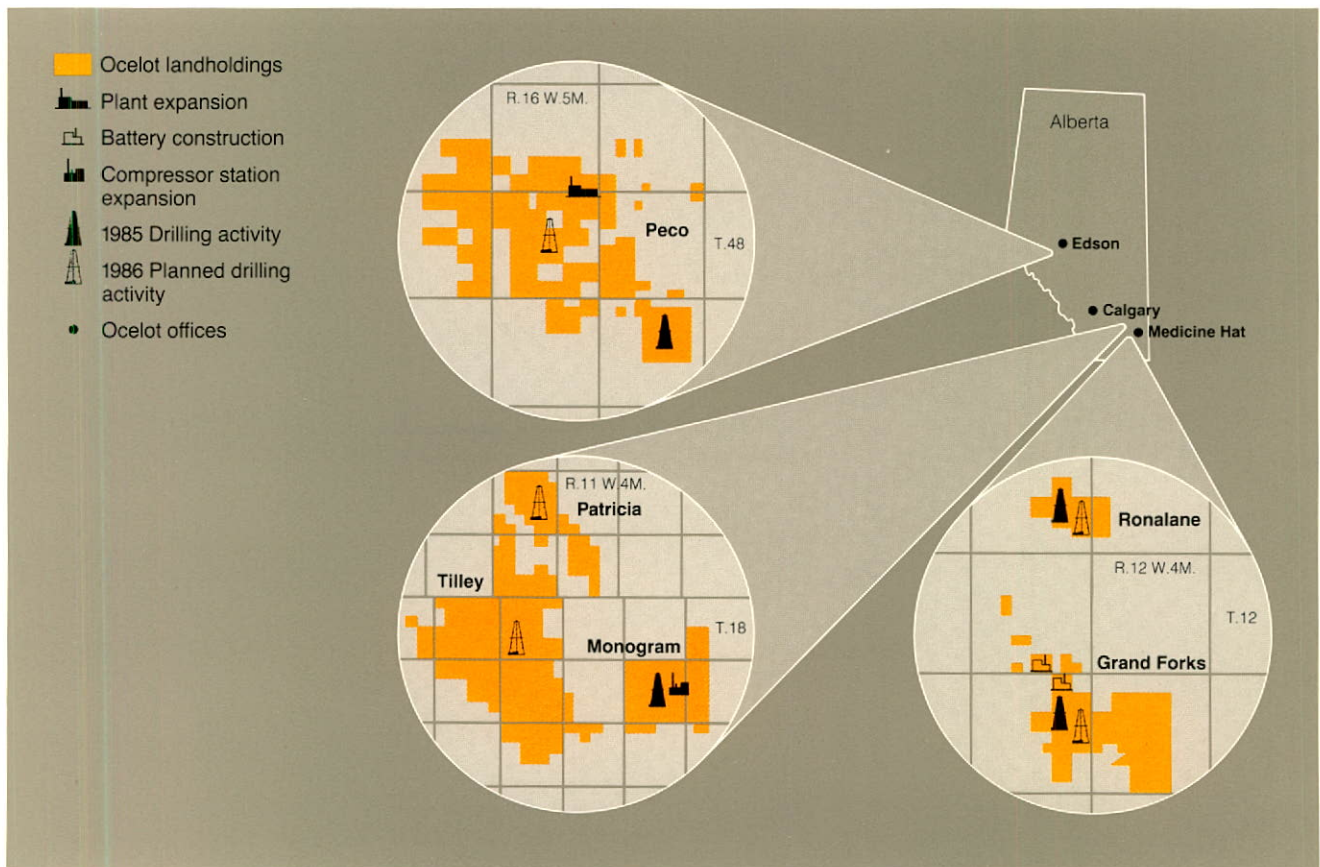 Ocelot landholdings
Plant expansion
Battery construction
Compressor station
expansion
1985 Drilling activity
1986 Planned drilling
activity
Ocelot offices
R.16 W.5M.
Peco
T.48
Alberta
Edson
Calgary
Medicine Hat
R.11 W.4M.
Patricia
Tilley
T.18
Monogram
Ronalane
R.12 W.4M.
T.12
Grand Forks